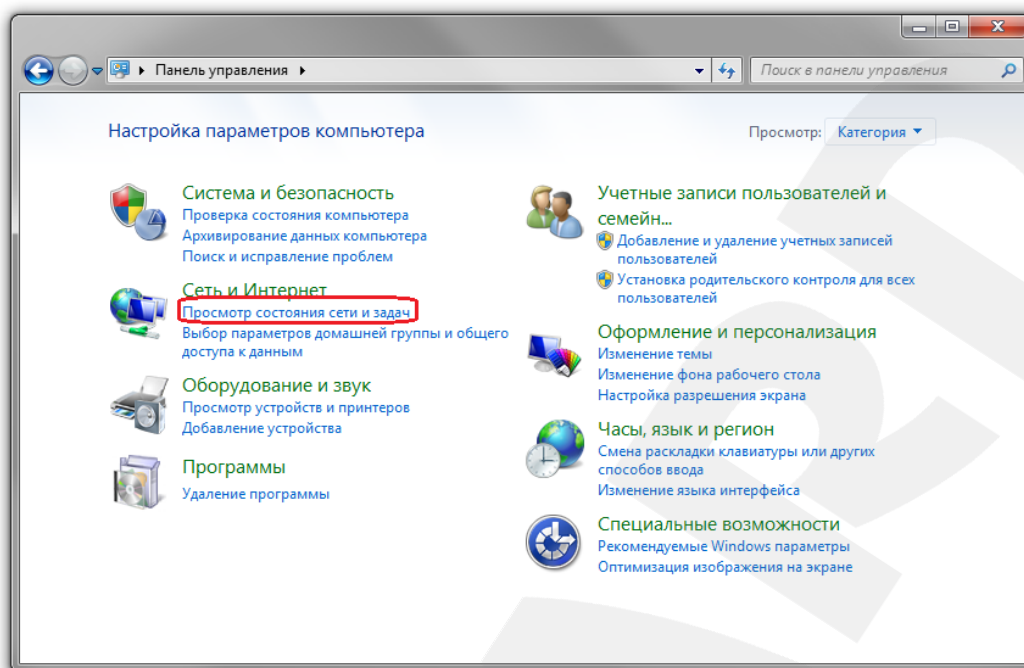 Панель управления
Поиск в панели управления
Настройка параметров компьютера
Просмотр: Категория
Система и безопасность
Проверка состояния компьютера
Архивирование данных компьютера
Поиск и исправление проблем
Сеть и Интернет
Просмотр состояния сети и задач
Выбор параметров домашней группы и общего
доступа к данным
Оборудование и звук
Просмотр устройств и принтеров
Добавление устройства
Программы
Удаление программы
Учетные записи пользователей и
семейн...
Добавление и удаление учетных записей
пользователей
Установка родительского контроля для всех
пользователей
Оформление и персонализация
Изменение темы
Изменение фона рабочего стола
Настройка разрешения экрана
Часы, язык и регион
Смена раскладки клавиатуры или других
способов ввода
Изменение языка интерфейса
Специальные возможности
Рекомендуемые Windows параметры
Оптимизация изображения на экране